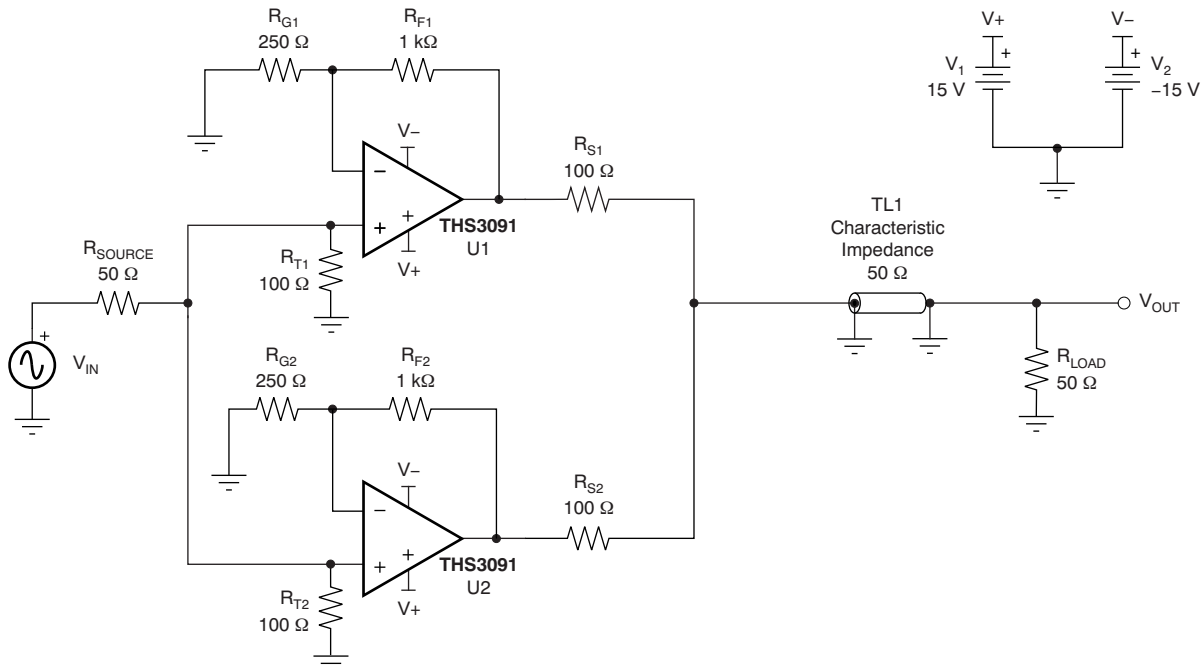 R_G1
250 Ω
R_F1
1 kΩ
V−
−
+
+
THS3091
U1
V+
R_S1
100 Ω
R_T1
100 Ω
R_SOURCE
50 Ω
+
V_IN
R_G2
250 Ω
R_F2
1 kΩ
V−
−
+
+
THS3091
U2
V+
R_S2
100 Ω
R_T2
100 Ω
V+
+
V_1
15 V
V−
+
V_2
−15 V
TL1
Characteristic
Impedance
50 Ω
V_OUT
R_LOAD
50 Ω